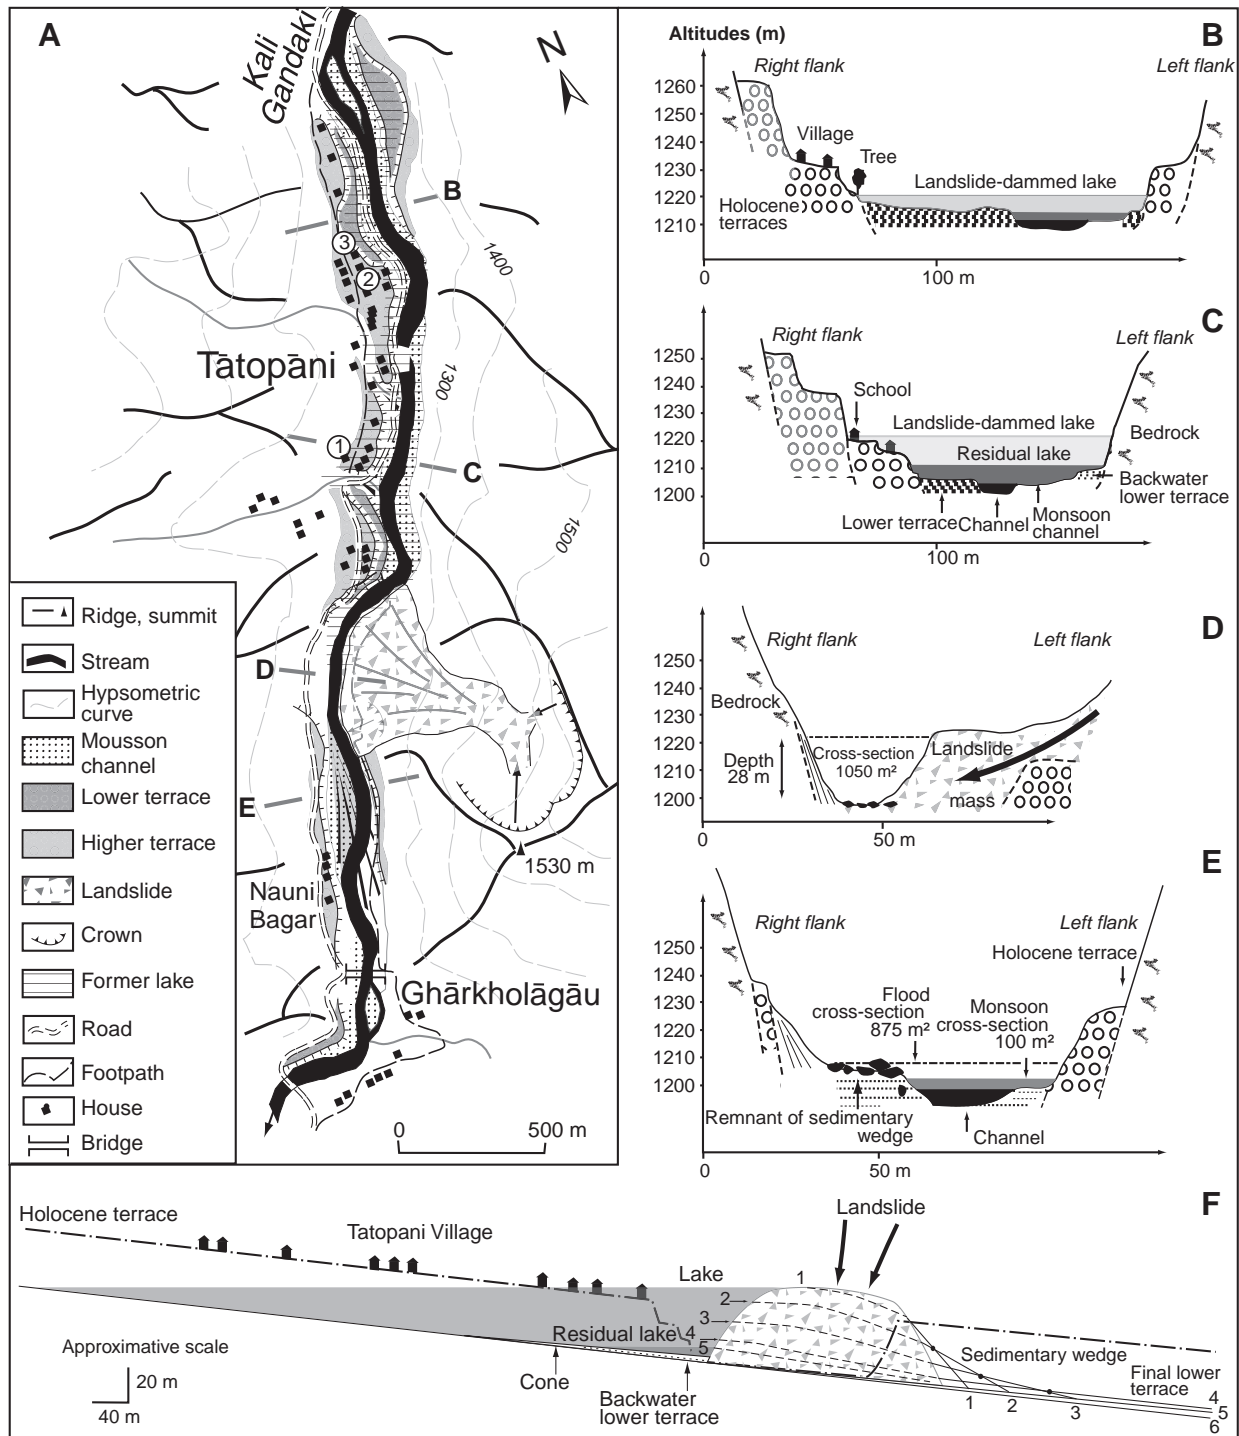 A
Kali
Gandaki
N
B
1400
3
2
Tātopāni
1300
1
C
1500
D
E
1530 m
Nauni
Bagar
Ghārkholāgāu
0
500 m
Ridge, summit
Stream
Hypsometric
curve
Mousson
channel
Lower terrace
Higher terrace
Landslide
Crown
Former lake
Road
Footpath
House
Bridge
B
Altitudes (m)
Right flank
Left flank
1260
1250
1240
1230
1220
1210
Village
Tree
Landslide-dammed lake
Holocene
terraces
0
100 m
C
Right flank
Left flank
1250
1240
1230
1220
1210
1200
School
Landslide-dammed lake
Residual lake
Bedrock
Backwater
lower terrace
Lower terrace
Channel
Monsoon
channel
0
100 m
D
Right flank
Left flank
1250
1240
1230
1220
1210
1200
Bedrock
Depth
28 m
Cross-section
1050 m²
Landslide
mass
0
50 m
E
Right flank
Left flank
1250
1240
1230
1220
1210
1200
Holocene terrace
Flood
cross-section
875 m²
Monsoon
cross-section
100 m²
Remnant of sedimentary
wedge
Channel
0
50 m
F
Holocene terrace
Tatopani Village
Landslide
Lake
1
2
3
4
5
Residual lake
Sedimentary wedge
Final lower
terrace
Approximative scale
20 m
40 m
Cone
Backwater
lower terrace
1
2
3
4
5
6